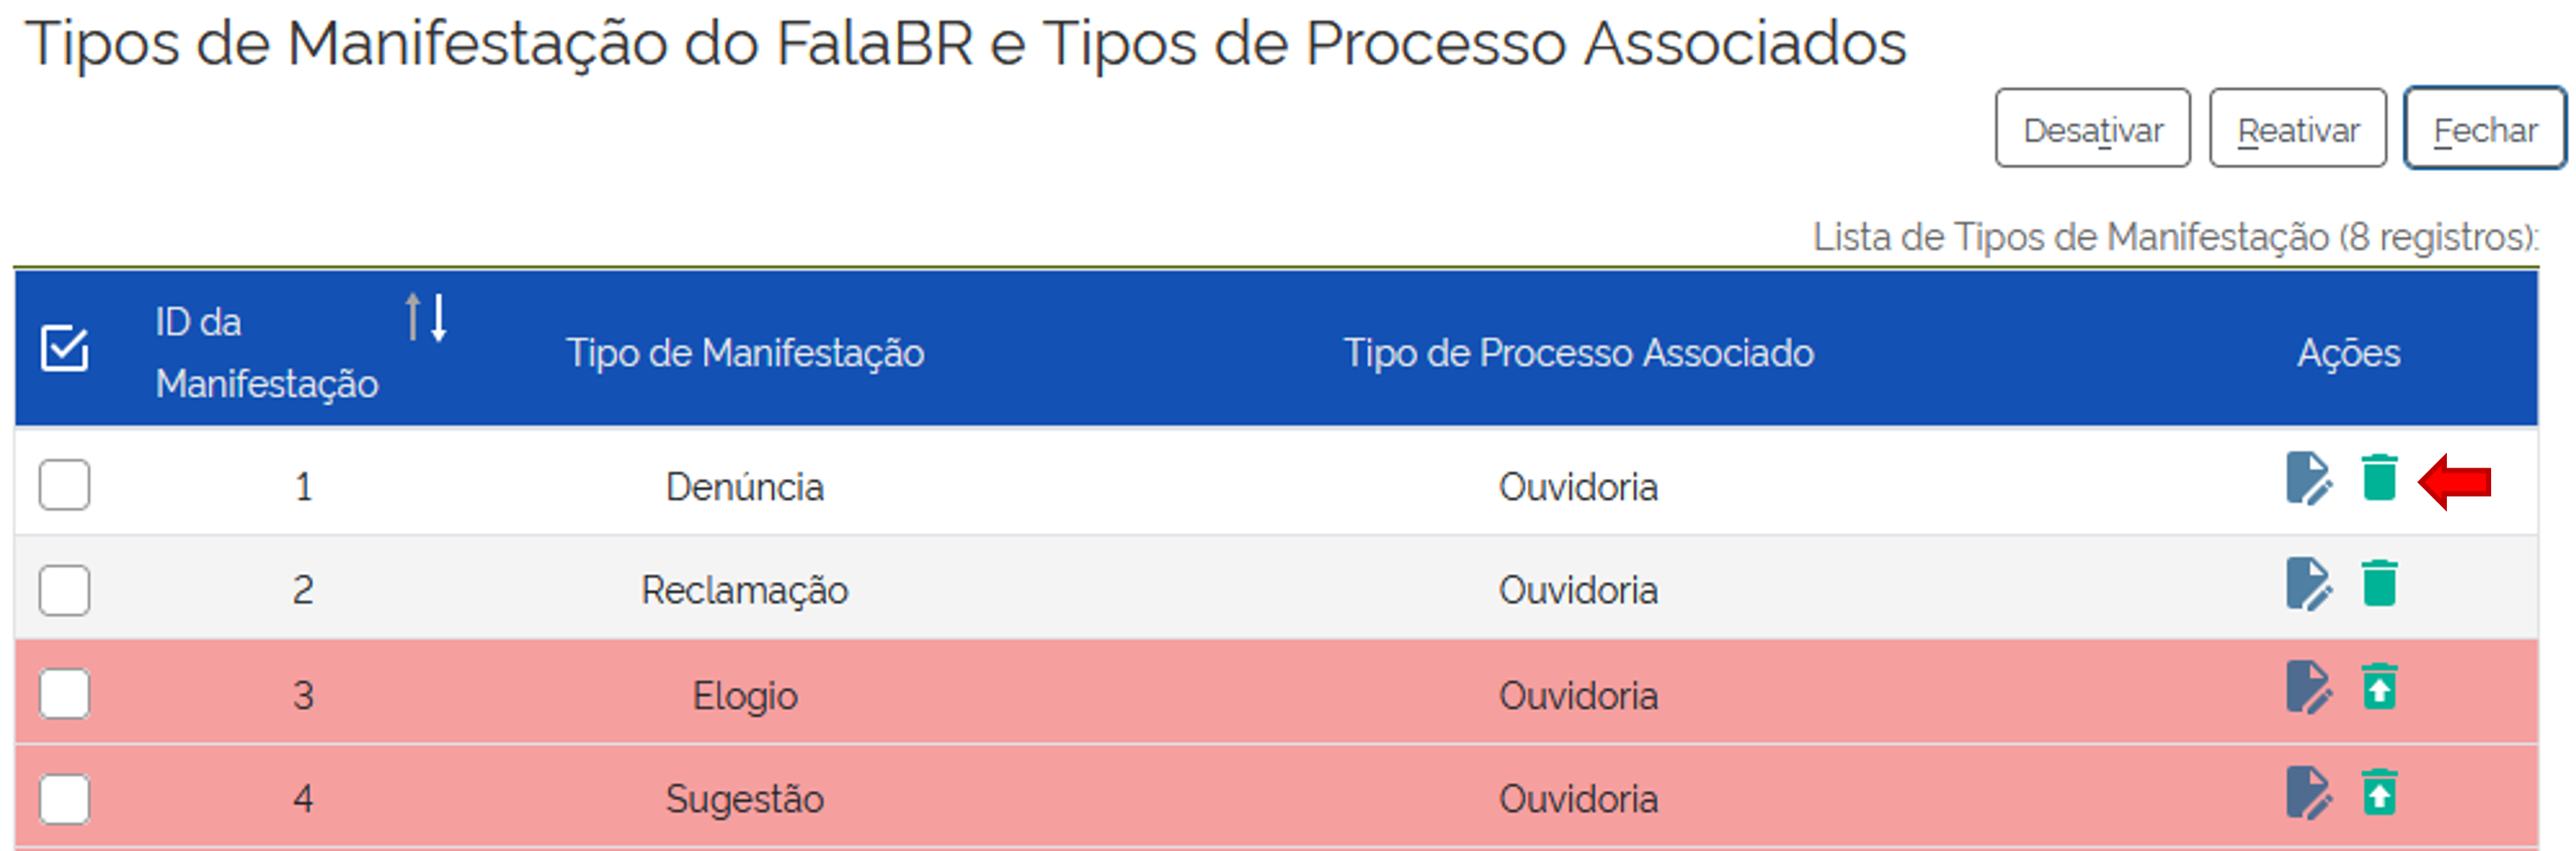 Tipos de Manifestação do FalaBR e Tipos de Processo Associados
Desativar Reativar Fechar
Lista de Tipos de Manifestação (8 registros):
ID da Manifestação Tipo de Manifestação Tipo de Processo Associado Ações
1 Denúncia Ouvidoria
2 Reclamação Ouvidoria
3 Elogio Ouvidoria
4 Sugestão Ouvidoria